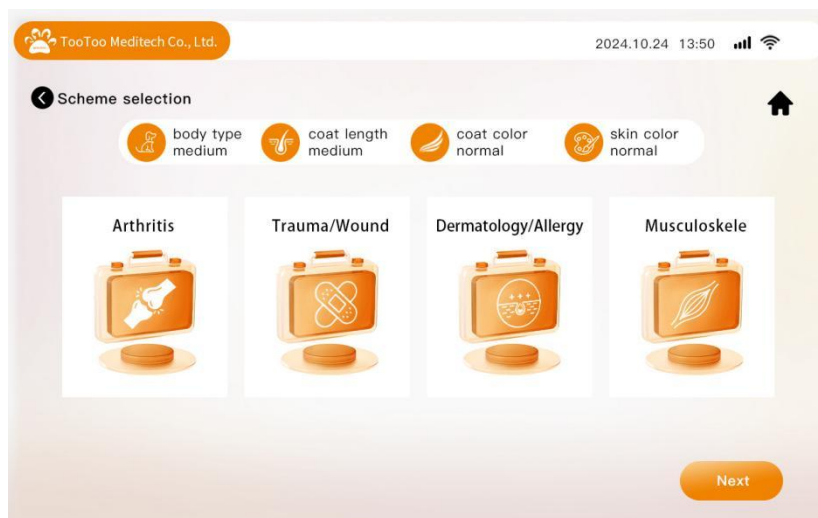 TooToo Meditech Co., Ltd.
2024.10.24 13:50
Scheme selection
body type
medium
coat length
medium
coat color
normal
skin color
normal
Arthritis
Trauma/Wound
Dermatology/Allergy
Musculoskele
Next